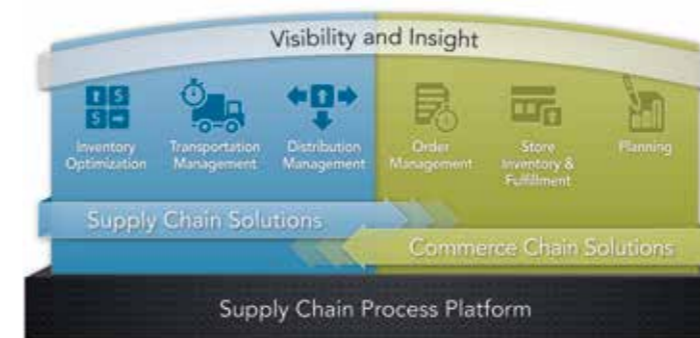 Visibility and Insight
Inventory
Optimization
Transportation
Management
Distribution
Management
Order
Management
Store
Inventory &
Fulfillment
Planning
Supply Chain Solutions
Commerce Chain Solutions
Supply Chain Process Platform